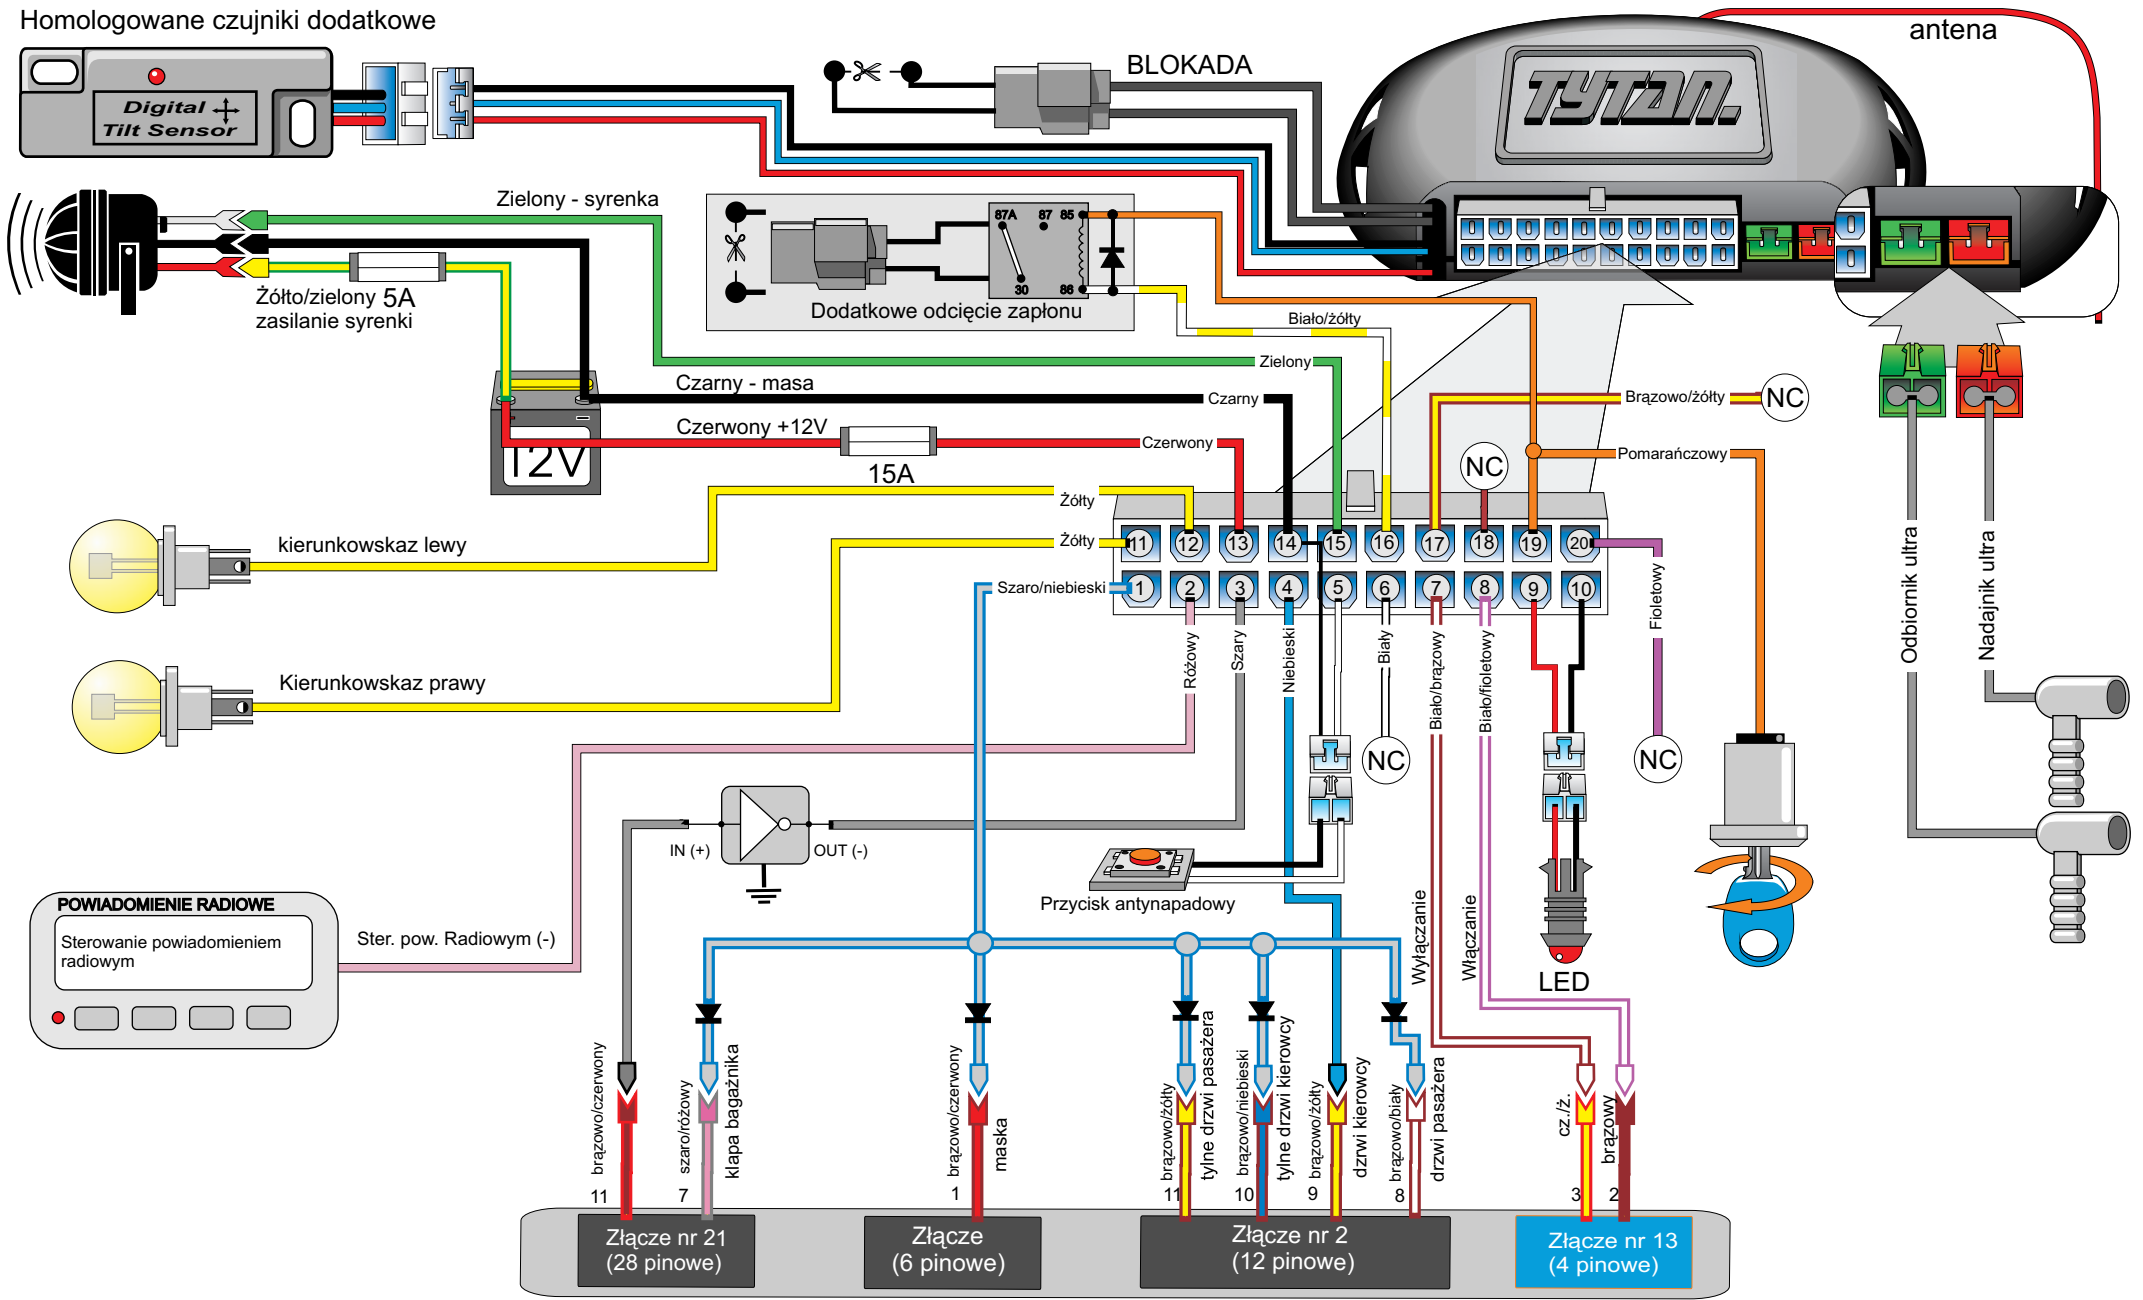 Homologowane czujniki dodatkowe
Digital
Tilt Sensor
BLOKADA
TYTAN.
antena
Zielony - syrenka
Żółto/zielony 5A
zasilanie syrenki
87A
87
85
30
86
Dodatkowe odcięcie zapłonu
Biało/żółty
Zielony
Czarny - masa
Czarny
Czerwony +12V
Czerwony
15A
12V
Brązowo/żółty
NC
NC
Pomarańczowy
Żółty
kierunkowskaz lewy
Żółty
Kierunkowskaz prawy
11
12
13
14
15
16
17
18
19
20
Szaro/niebieski
1
2
3
4
5
6
7
8
9
10
Różowy
Szary
Niebieski
Biały
NC
Biało/brązowy
Biało/fioletowy
Fioletowy
NC
Odbiornik ultra
Nadajnik ultra
IN (+)
OUT (-)
Przycisk antynapadowy
Wyłączanie
Włączanie
LED
POWIADOMIENIE RADIOWE
Sterowanie powiadomieniem
radiowym
Ster. pow. Radiowym (-)
brązowo/czerwony
11
szaro/różowy
7
klapa bagażnika
brązowo/czerwony
1
maska
brązowo/żółty
11
tylne drzwi pasażera
brązowo/niebieski
10
tylne drzwi kierowcy
brązowo/żółty
9
dzrwi kierowcy
brązowo/biały
8
drzwi pasażera
cz./ż.
3
brązowy
2
Złącze nr 21
(28 pinowe)
Złącze
(6 pinowe)
Złącze nr 2
(12 pinowe)
Złącze nr 13
(4 pinowe)